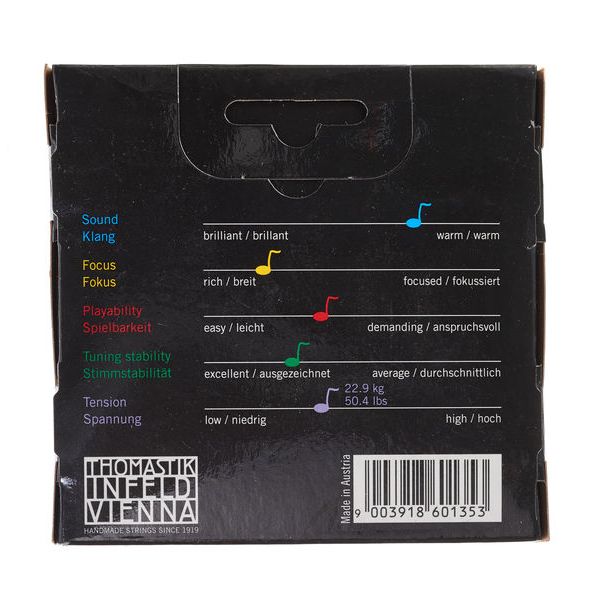 Sound
Klang
brilliant / brillant
warm / warm
Focus
Fokus
rich / breit
focused / fokussiert
Playability
Spielbarkeit
easy / leicht
demanding / anspruchsvoll
Tuning stability
Stimmstabilität
excellent / ausgezeichnet
average / durchschnittlich
Tension
Spannung
22.9 kg
50.4 lbs
low / niedrig
high / hoch
THOMASTIK
INFELD
VIENNA
HANDMADE STRINGS SINCE 1919
Made in Austria
9 003918 601353